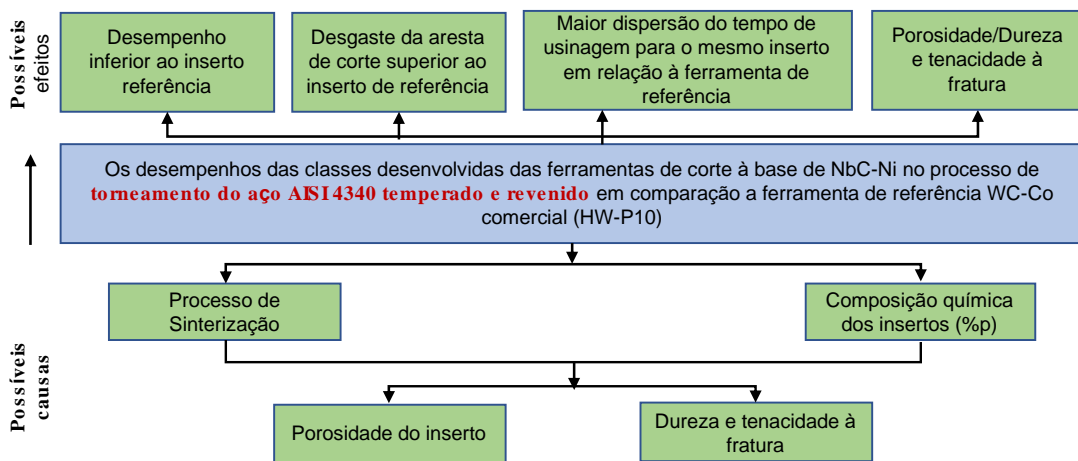 Possíveis
efeitos
Desempenho
inferior ao inserto
referência
Desgaste da aresta
de corte superior ao
inserto de referência
Maior dispersão do tempo de
usinagem para o mesmo inserto
em relação à ferramenta de
referência
Porosidade/Dureza
e tenacidade à
fratura
Os desempenhos das classes desenvolvidas das ferramentas de corte à base de NbC-Ni no processo de
torneamento do aço AISI 4340 temperado e revenido em comparação a ferramenta de referência WC-Co
comercial (HW-P10)
Possíveis
causas
Processo de
Sinterização
Composição química
dos insertos (%p)
Porosidade do inserto
Dureza e tenacidade à
fratura